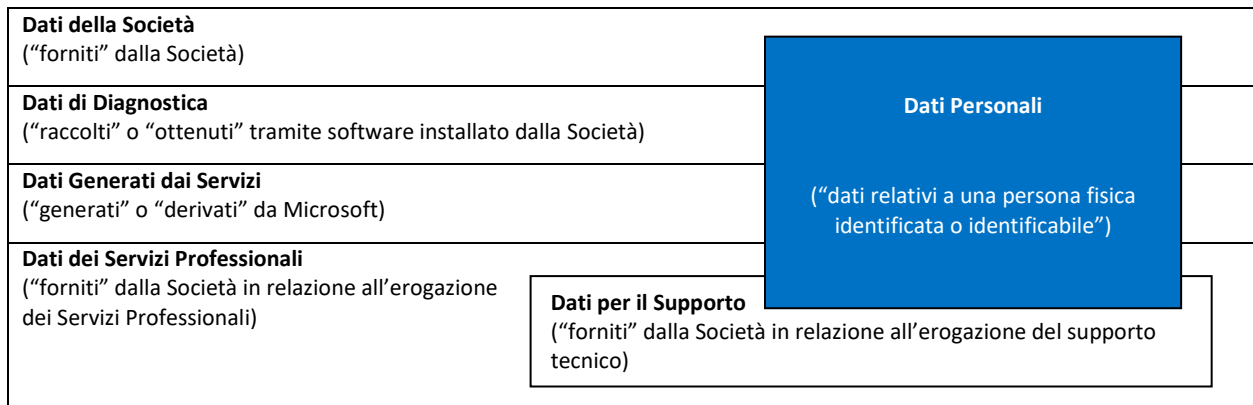 Dati della Società
(“forniti” dalla Società)
Dati di Diagnostica
(“raccolti” o “ottenuti” tramite software installato dalla Società)
Dati Generati dai Servizi
(“generati” o “derivati” da Microsoft)
Dati dei Servizi Professionali
(“forniti” dalla Società in relazione all’erogazione
dei Servizi Professionali)
Dati Personali
(“dati relativi a una persona fisica
identificata o identificabile”)
Dati per il Supporto
(“forniti” dalla Società in relazione all’erogazione del supporto
tecnico)